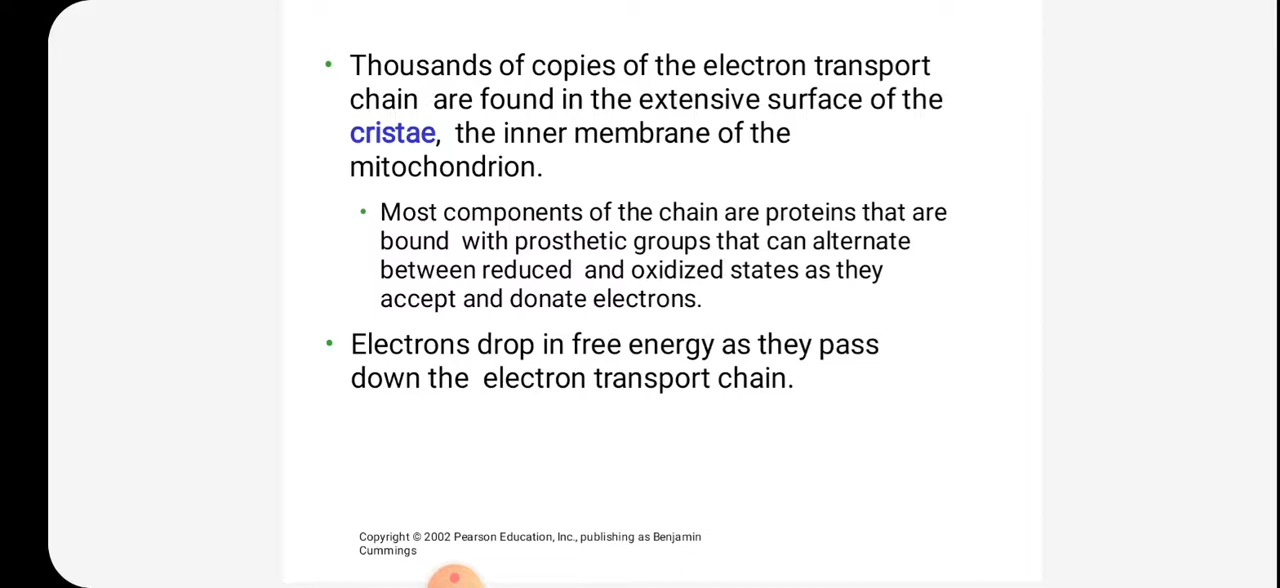 • Thousands of copies of the electron transport
chain are found in the extensive surface of the
cristae, the inner membrane of the
mitochondrion.
• Most components of the chain are proteins that are
bound with prosthetic groups that can alternate
between reduced and oxidized states as they
accept and donate electrons.
• Electrons drop in free energy as they pass
down the electron transport chain.
Copyright © 2002 Pearson Education, Inc., publishing as Benjamin
Cummings